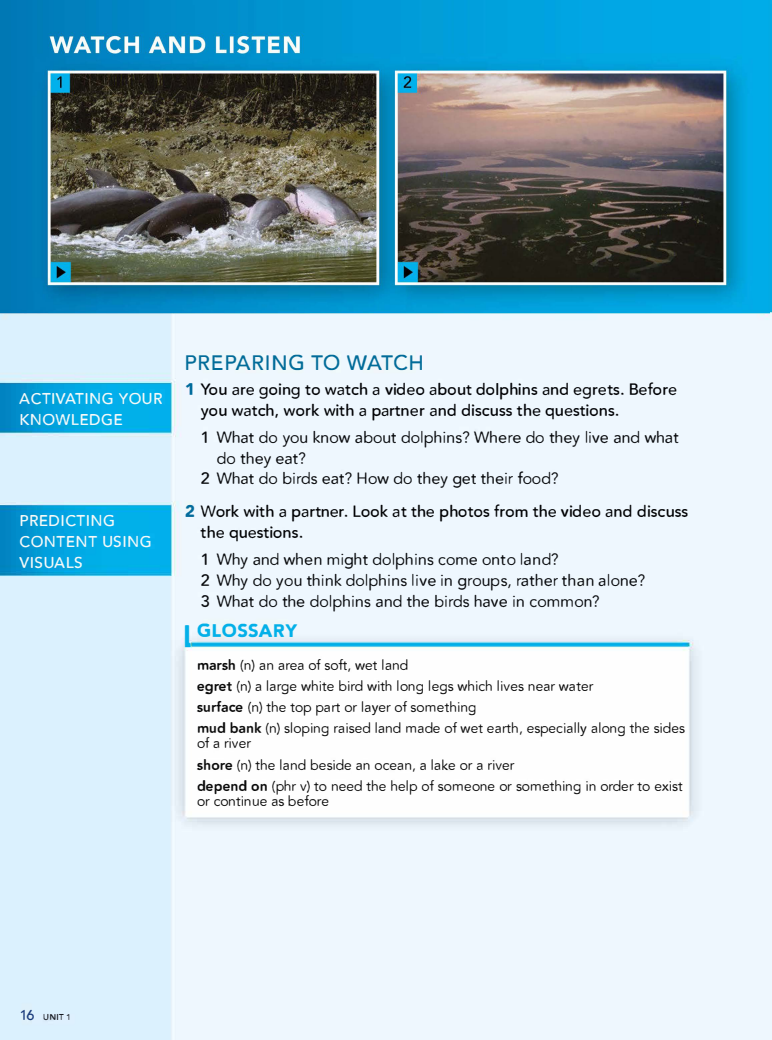 WATCH AND LISTEN
1
2
PREPARING TO WATCH
ACTIVATING YOUR
KNOWLEDGE
1 You are going to watch a video about dolphins and egrets. Before
you watch, work with a partner and discuss the questions.
1 What do you know about dolphins? Where do they live and what
do they eat?
2 What do birds eat? How do they get their food?
PREDICTING
CONTENT USING
VISUALS
2 Work with a partner. Look at the photos from the video and discuss
the questions.
1 Why and when might dolphins come onto land?
2 Why do you think dolphins live in groups, rather than alone?
3 What do the dolphins and the birds have in common?
GLOSSARY
marsh (n) an area of soft, wet land
egret (n) a large white bird with long legs which lives near water
surface (n) the top part or layer of something
mud bank (n) sloping raised land made of wet earth, especially along the sides
of a river
shore (n) the land beside an ocean, a lake or a river
depend on (phr v) to need the help of someone or something in order to exist
or continue as before
16 UNIT 1